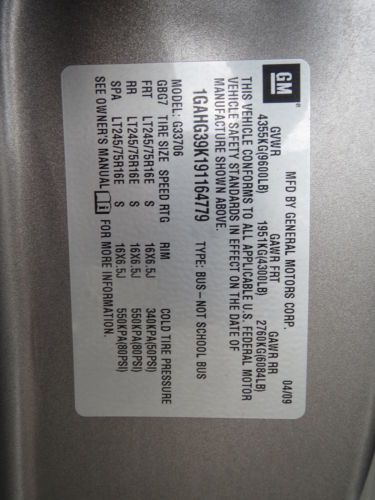 GM
MFD BY GENERAL MOTORS CORP. 04/09
GVWR GAWR FRT GAWR RR
4355KG(9600LB) 1951KG(4300LB) 2760KG(6084LB)
THIS VEHICLE CONFORMS TO ALL APPLICABLE U.S. FEDERAL MOTOR
VEHICLE SAFETY STANDARDS IN EFFECT ON THE DATE OF
MANUFACTURE SHOWN ABOVE.
1GAHG39K191164779 TYPE: BUS-NOT SCHOOL BUS
MODEL: G33706
GBG7 TIRE SIZE SPEED RTG RIM COLD TIRE PRESSURE
FRT LT245/75R16E S 16X6.5J 340KPA(50PSI)
RR LT245/75R16E S 16X6.5J 550KPA(80PSI)
SPA LT245/75R16E S 16X6.5J 550KPA(80PSI)
SEE OWNER'S MANUAL FOR MORE INFORMATION.